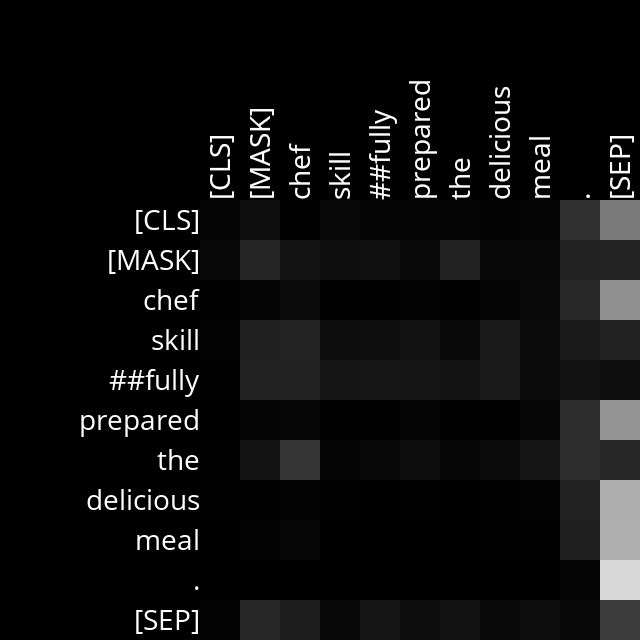 [CLS] [MASK] chef skill ##fully prepared the delicious meal . [SEP]
[CLS]
[MASK]
chef
skill
##fully
prepared
the
delicious
meal
.
[SEP]